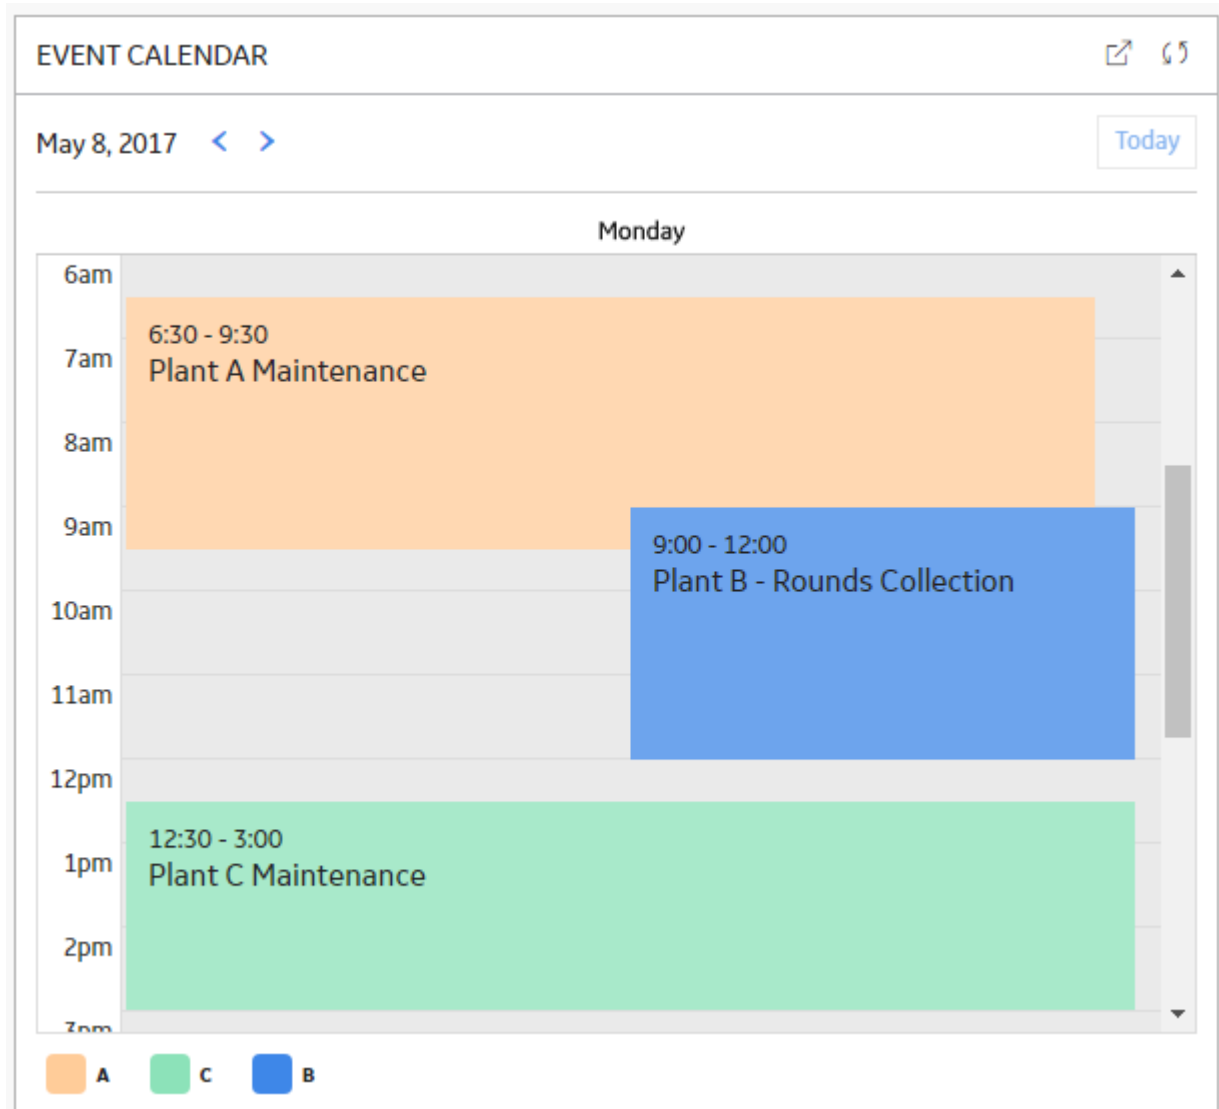 EVENT CALENDAR
May 8, 2017
Today
Monday
6am
6:30 - 9:30
7am
Plant A Maintenance
8am
9am
9:00 - 12:00
Plant B - Rounds Collection
10am
11am
12pm
12:30 - 3:00
1pm
Plant C Maintenance
2pm
3pm
A C B